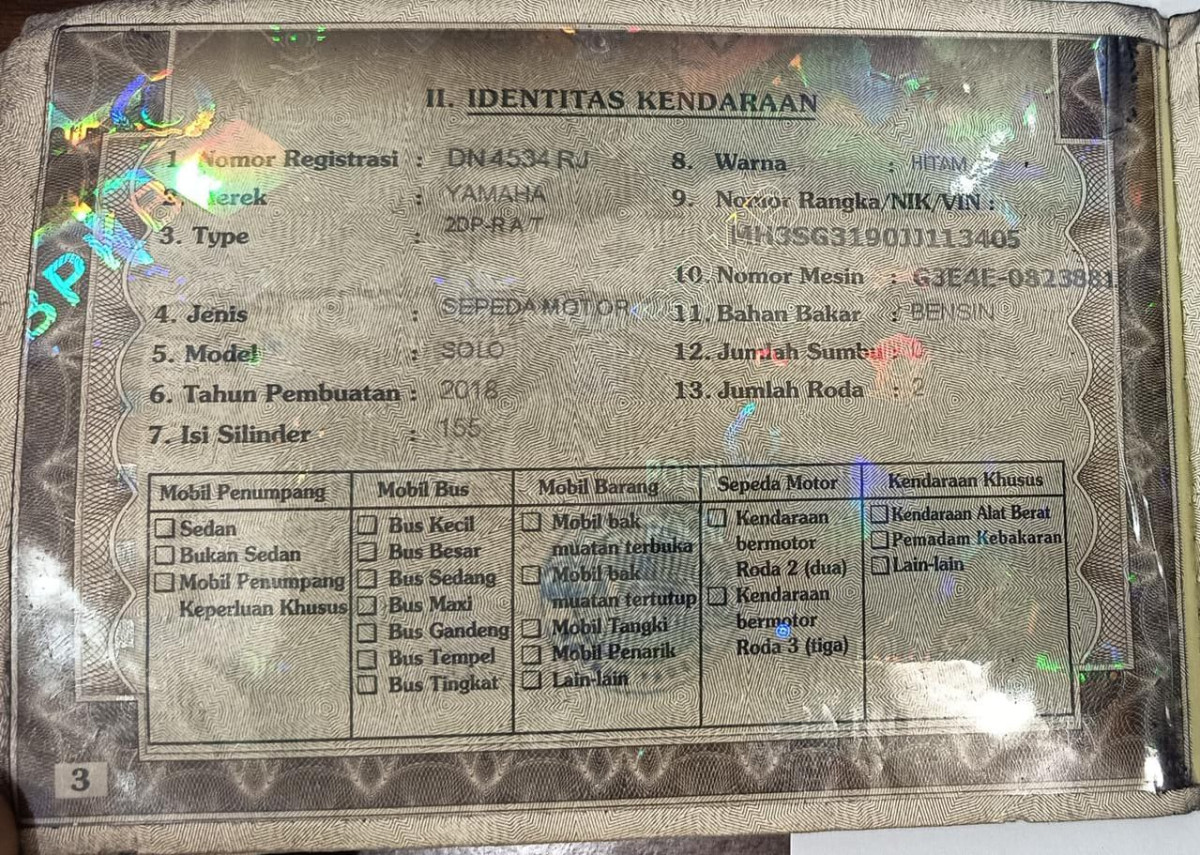 II. IDENTITAS KENDARAAN
1. Nomor Registrasi : DN 4534 RJ
2. Merek : YAMAHA
3. Type : 2DP-R A/T
4. Jenis : SEPEDA MOTOR
5. Model : SOLO
6. Tahun Pembuatan : 2018
7. Isi Silinder : 155
8. Warna : HITAM
9. Nomor Rangka/NIK/VIN :
MH3SG3190JJ113405
10. Nomor Mesin : G3E4E-0823881
11. Bahan Bakar : BENSIN
12. Jumlah Sumbu : 0
13. Jumlah Roda : 2
Mobil Penumpang
Sedan
Bukan Sedan
Mobil Penumpang
Keperluan Khusus
Mobil Bus
Bus Kecil
Bus Besar
Bus Sedang
Bus Maxi
Bus Gandeng
Bus Tempel
Bus Tingkat
Mobil Barang
Mobil bak
muatan terbuka
Mobil bak
muatan tertutup
Mobil Tangki
Mobil Penarik
Lain-lain
Sepeda Motor
Kendaraan
bermotor
Roda 2 (dua)
Kendaraan
bermotor
Roda 3 (tiga)
Kendaraan Khusus
Kendaraan Alat Berat
Pemadam Kebakaran
Lain-lain
3